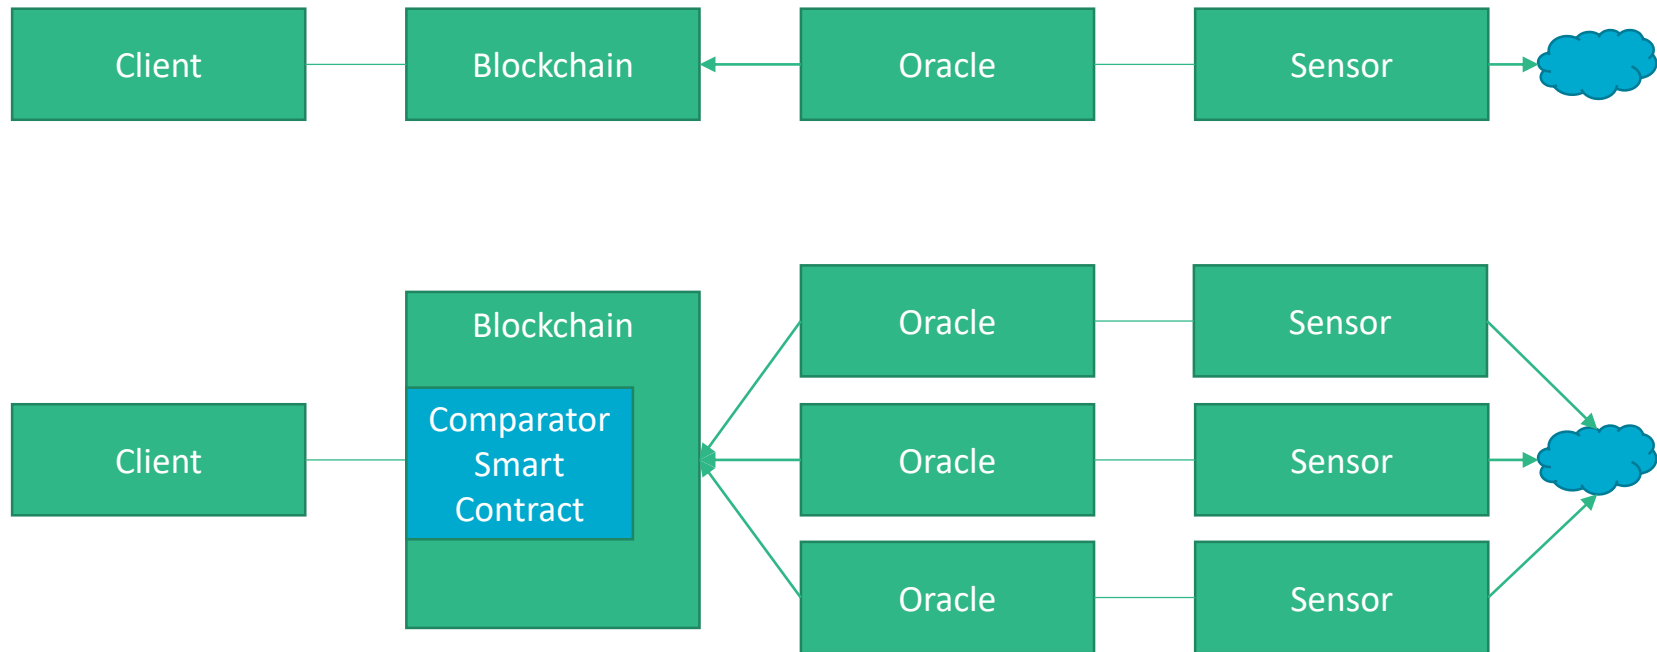 Client
Blockchain
Oracle
Sensor
Blockchain
Oracle
Sensor
Client
Comparator
Smart
Contract
Oracle
Sensor
Oracle
Sensor